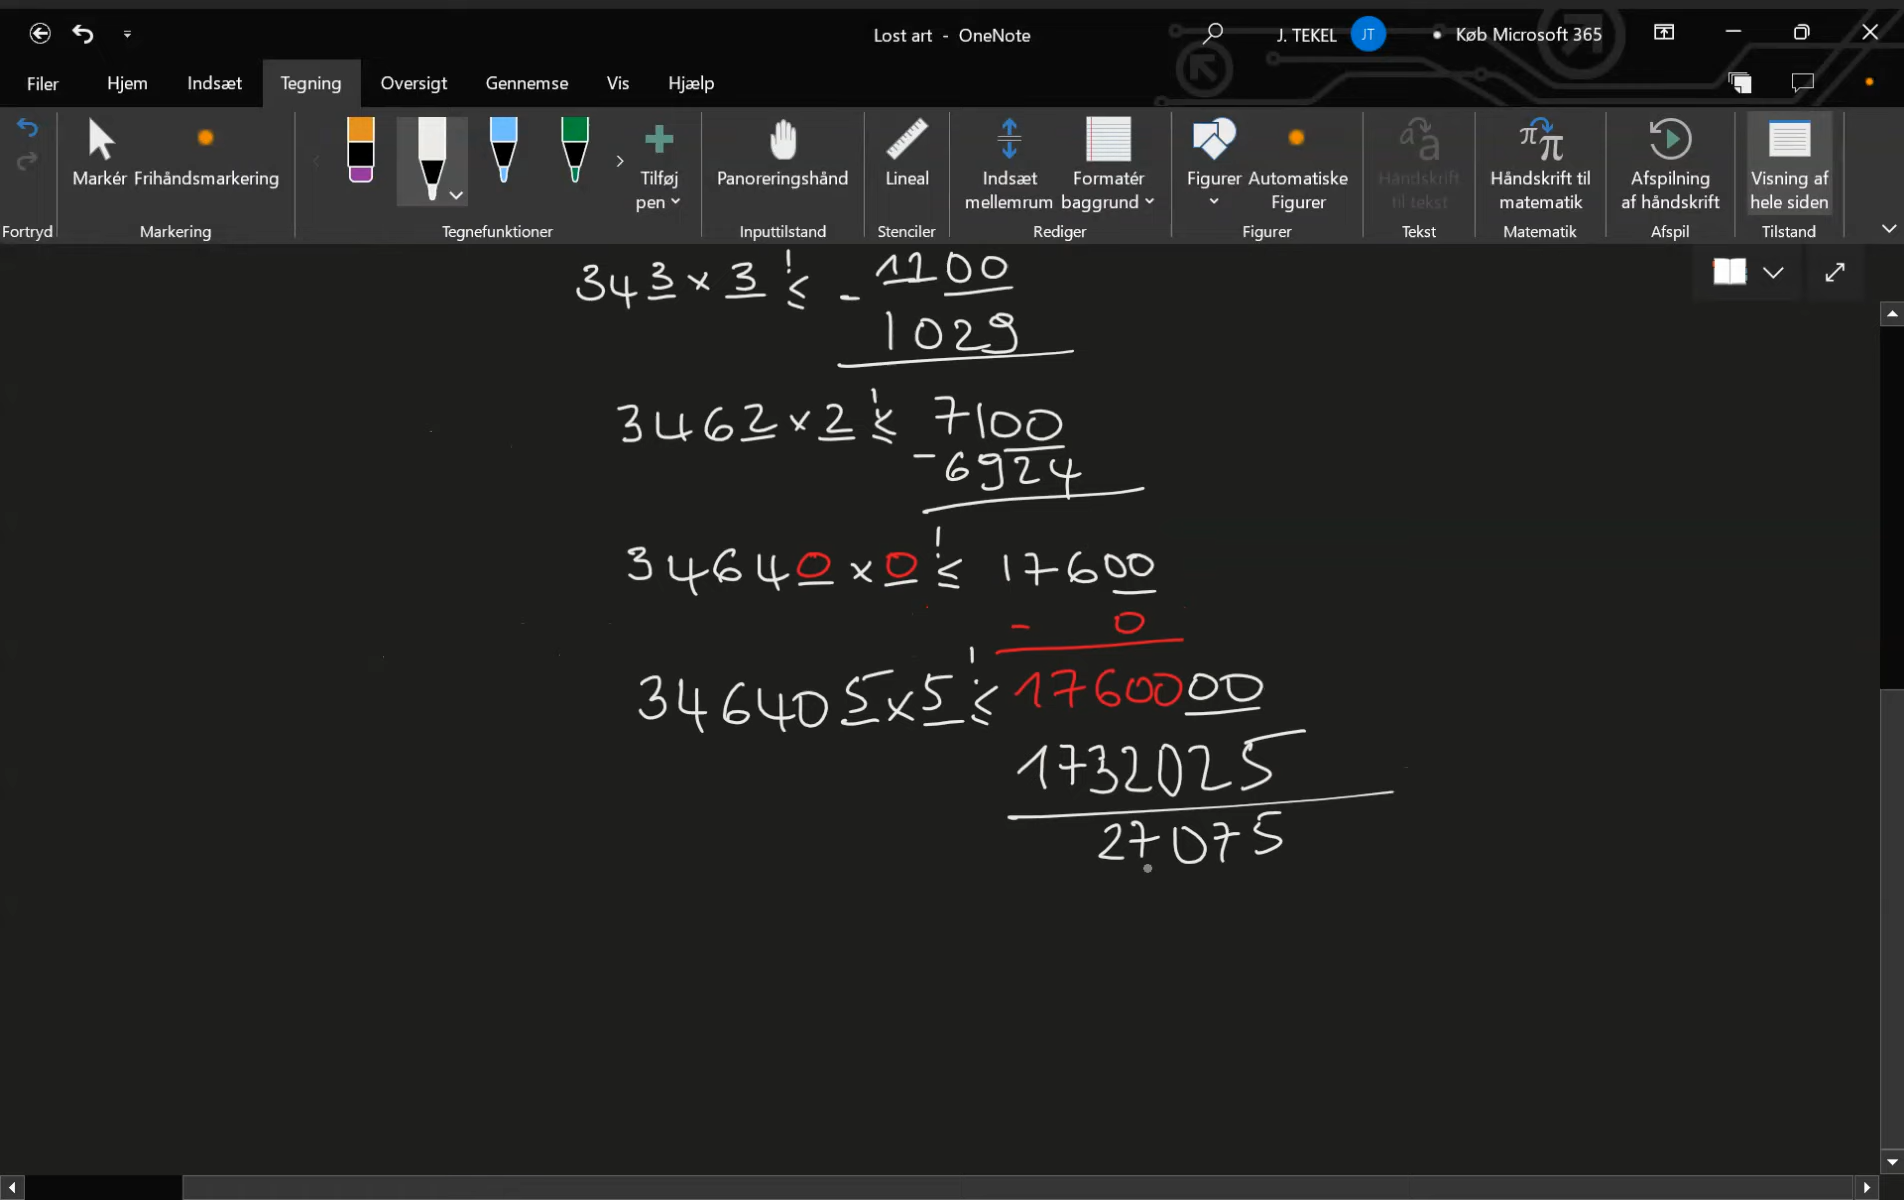 Lost art - OneNote
J. TEKEL JT Køb Microsoft 365
Filer Hjem Indsæt Tegning Oversigt Gennemse Vis Hjælp
Markér Frihåndsmarkering
Tilføj pen
Panoreringshånd
Lineal
Indsæt mellemrum
Formatér baggrund
Figurer
Automatiske Figurer
Håndskrift til tekst
Håndskrift til matematik
Afspilning af håndskrift
Visning af hele siden
Fortryd Markering Tegnefunktioner Inputtilstand Stenciler Rediger Figurer Tekst Matematik Afspil Tilstand
343 × 3 ≤ - 1100
1029
3462 × 2 ≤ 7100
-6924
34640 × 0 ≤ 17600
- 0
346405 × 5 ≤ 1760000
1732025
27075